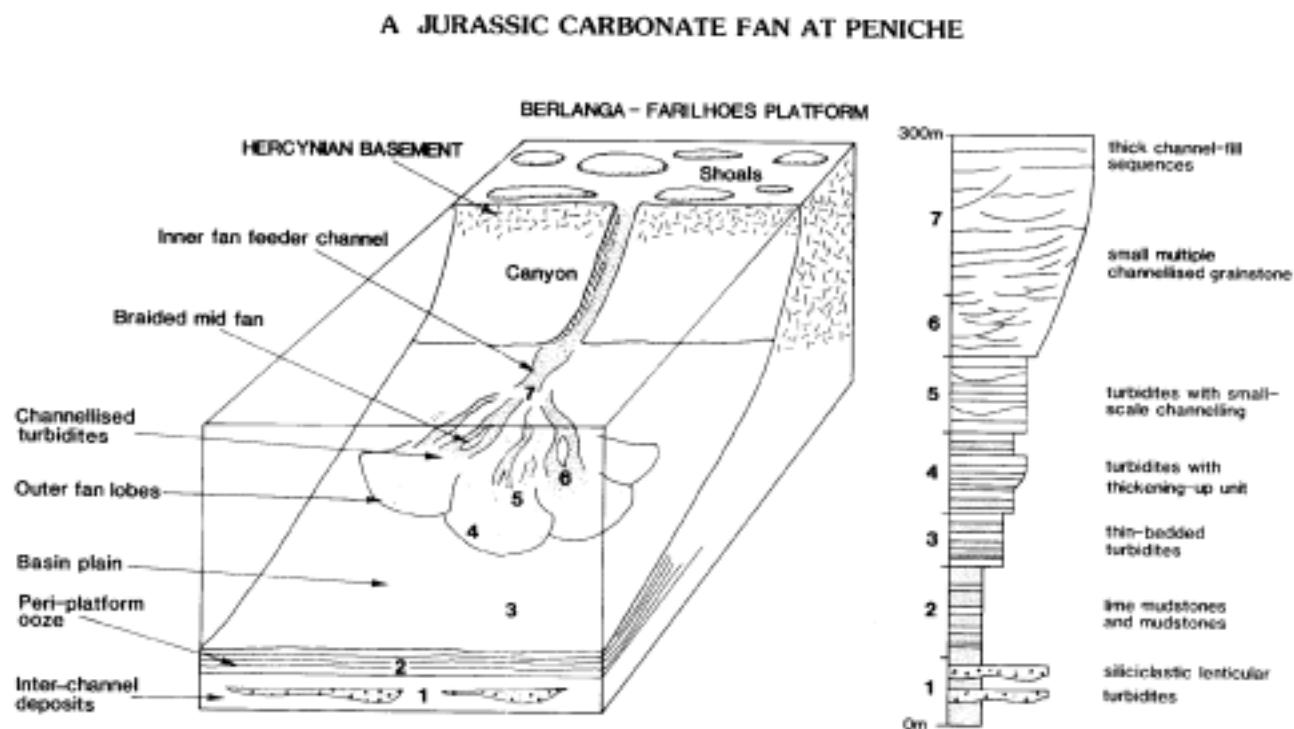 A JURASSIC CARBONATE FAN AT PENICHE
BERLANGA - FARILHOES PLATFORM
HERCYNIAN BASEMENT
Shoals
Inner fan feeder channel
Canyon
Braided mid fan
7
Channellised
turbidites
6
Outer fan lobes
5
4
Basin plain
Peri-platform
ooze
3
2
Inter-channel
deposits
1
300m
thick channel-fill
sequences
7
small multiple
channellised grainstone
6
5
turbidites with small-
scale channelling
4
turbidites with
thickening-up unit
3
thin-bedded
turbidites
2
lime mudstones
and mudstones
siliciclastic lenticular
1
turbidites
0m